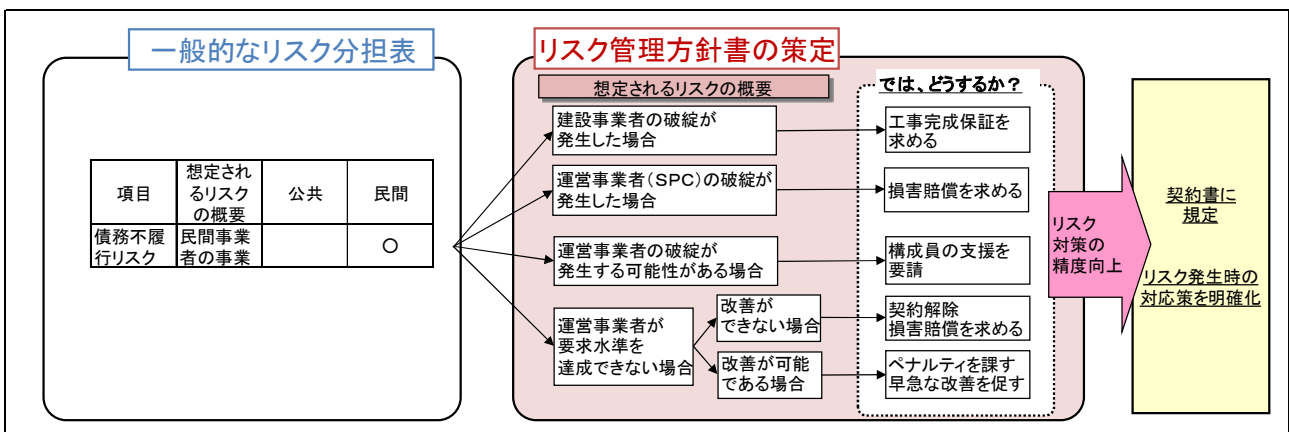 一般的なリスク分担表
項目
想定され
るリスク
の概要
公共
民間
債務不履
行リスク
民間事業
者の事業
○
リスク管理方針書の策定
想定されるリスクの概要
では、どうするか？
建設事業者の破綻が
発生した場合
工事完成保証を
求める
運営事業者（SPC）の破綻が
発生した場合
損害賠償を求める
運営事業者の破綻が
発生する可能性がある場合
構成員の支援を
要請
運営事業者が
要求水準を
達成できない場合
改善が
できない場合
契約解除
損害賠償を求める
改善が可能
である場合
ペナルティを課す
早急な改善を促す
リスク
対策の
精度向上
契約書に
規定
リスク発生時の
対応策を明確化